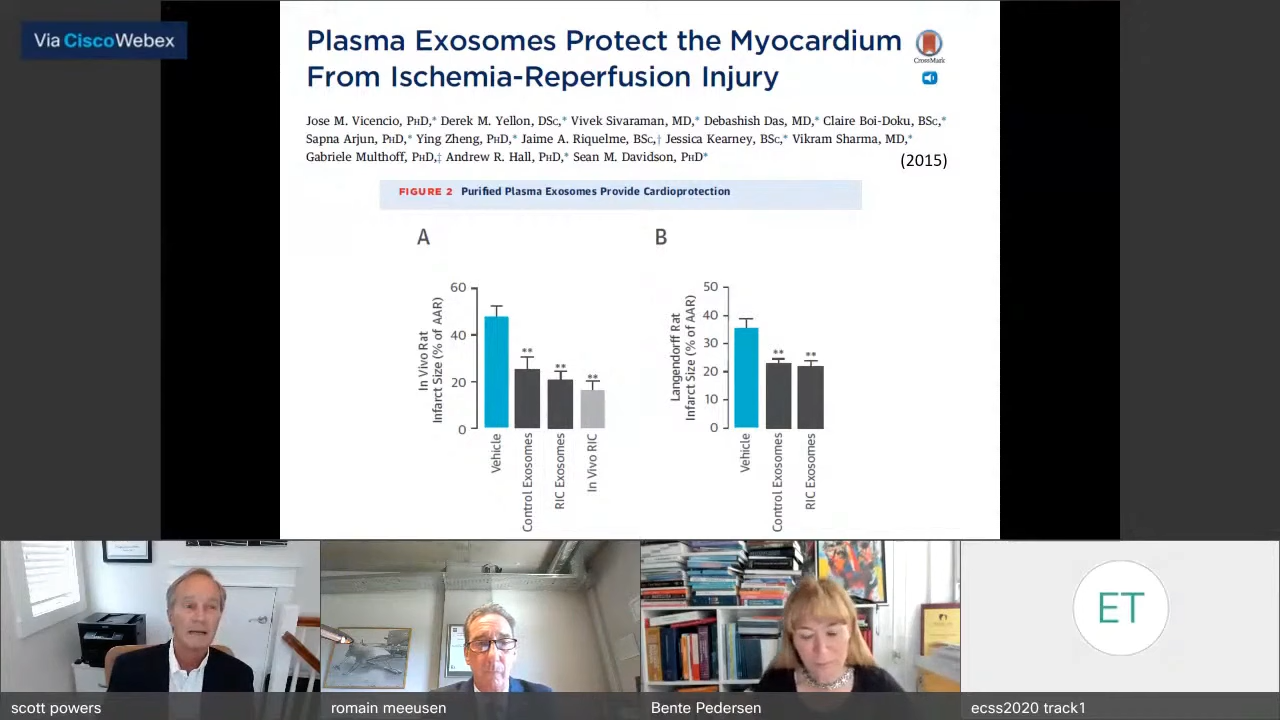 Via Cisco Webex
Plasma Exosomes Protect the Myocardium
From Ischemia-Reperfusion Injury
CrossMark
Jose M. Vicencio, PHD,* Derek M. Yellon, DSC,* Vivek Sivaraman, MD,* Debashish Das, MD,* Claire Boi-Doku, BSC,*
Sapna Arjun, PHD,* Ying Zheng, PHD,* Jaime A. Riquelme, BSC,† Jessica Kearney, BSC,* Vikram Sharma, MD,*
Gabriele Multhoff, PHD,‡ Andrew R. Hall, PHD,* Sean M. Davidson, PHD*
(2015)
FIGURE 2 Purified Plasma Exosomes Provide Cardioprotection
A
In Vivo Rat
Infarct Size (% of AAR)
60
40
20
0
**
**
**
Vehicle
Control Exosomes
RIC Exosomes
In Vivo RIC
B
Langendorff Rat
Infarct Size (% of AAR)
50
40
30
20
10
0
**
**
Vehicle
Control Exosomes
RIC Exosomes
ET
scott powers
romain meeusen
Bente Pedersen
ecss2020 track1